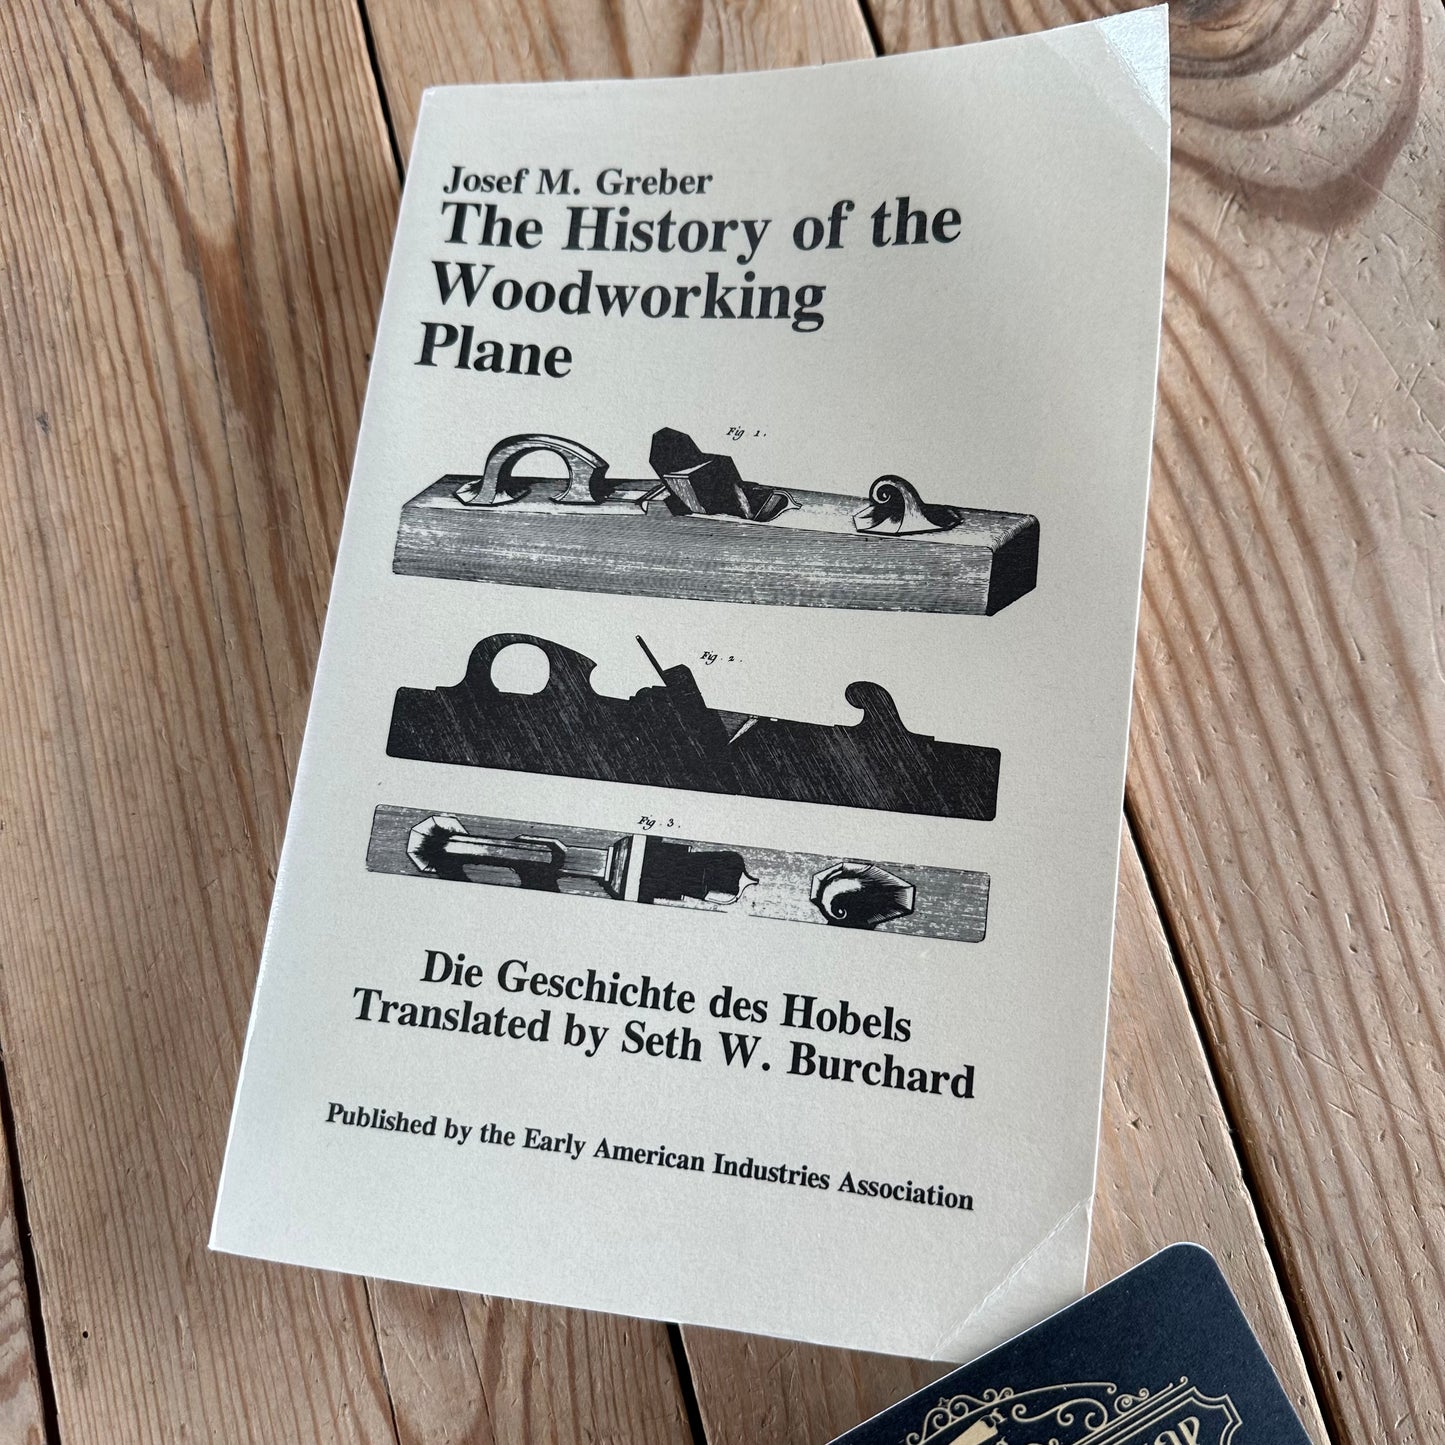 Josef M. Greber
The History of the
Woodworking
Plane
Fig. 1.
Fig. 2.
Fig. 3.
Die Geschichte des Hobels
Translated by Seth W. Burchard
Published by the Early American Industries Association